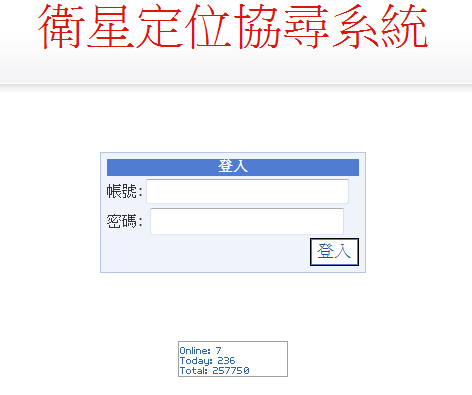 衛星定位協尋系統
登入
帳號:
密碼:
登入
Online: 7
Today: 236
Total: 257750